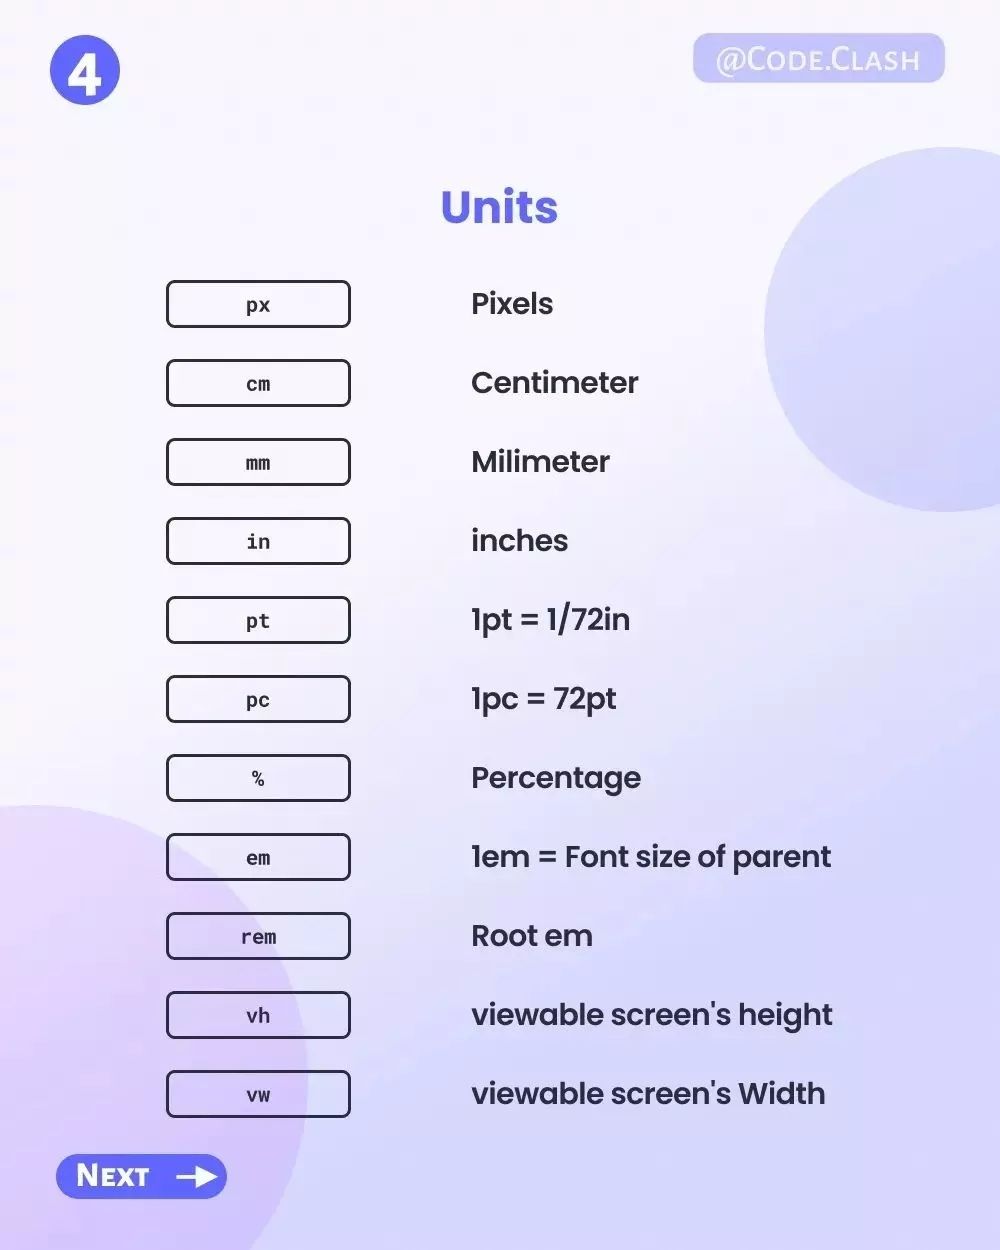 4
@Code.Clash
Units
px Pixels
cm Centimeter
mm Milimeter
in inches
pt 1pt = 1/72in
pc 1pc = 72pt
% Percentage
em 1em = Font size of parent
rem Root em
vh viewable screen's height
vw viewable screen's Width
Next →